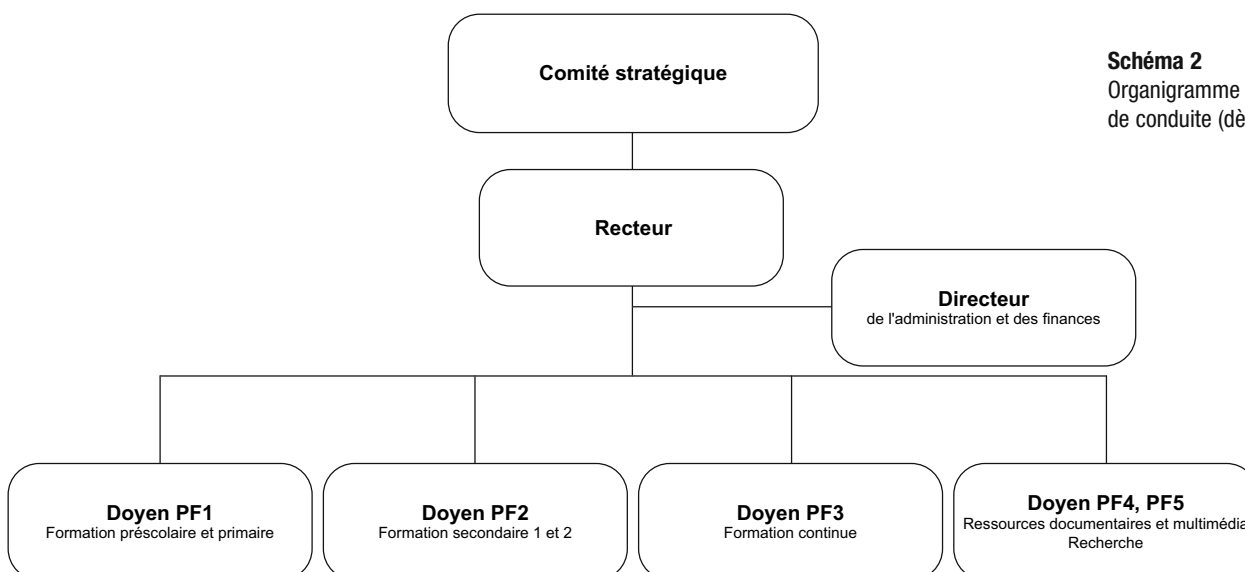 Comité stratégique
Schéma 2
Organigramme
de conduite (dè
Recteur
Directeur
de l'administration et des finances
Doyen PF1
Formation préscolaire et primaire
Doyen PF2
Formation secondaire 1 et 2
Doyen PF3
Formation continue
Doyen PF4, PF5
Ressources documentaires et multimédia
Recherche